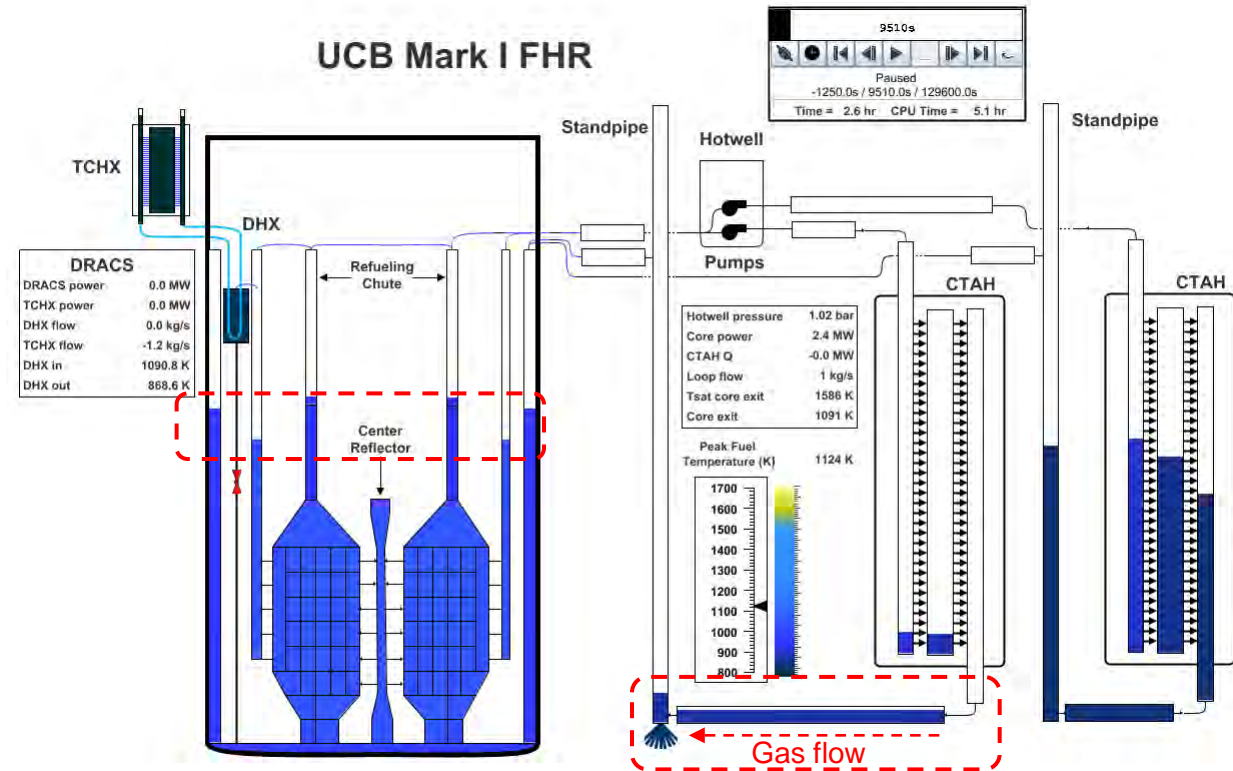 UCB Mark I FHR
9510s
Paused
-1250.0s / 9510.0s / 129600.0s
Time = 2.6 hr CPU Time = 5.1 hr
Standpipe
Hotwell
Standpipe
TCHX
DHX
Pumps
DRACS
DRACS power 0.0 MW
TCHX power 0.0 MW
DHX flow 0.0 kg/s
TCHX flow -1.2 kg/s
DHX in 1090.8 K
DHX out 868.6 K
Refueling
Chute
CTAH
CTAH
Hotwell pressure 1.02 bar
Core power 2.4 MW
CTAH Q -0.0 MW
Loop flow 1 kg/s
Tsat core exit 1586 K
Core exit 1091 K
Center
Reflector
Peak Fuel
Temperature (K) 1124 K
1700
1600
1500
1400
1300
1200
1100
1000
900
800
Gas flow